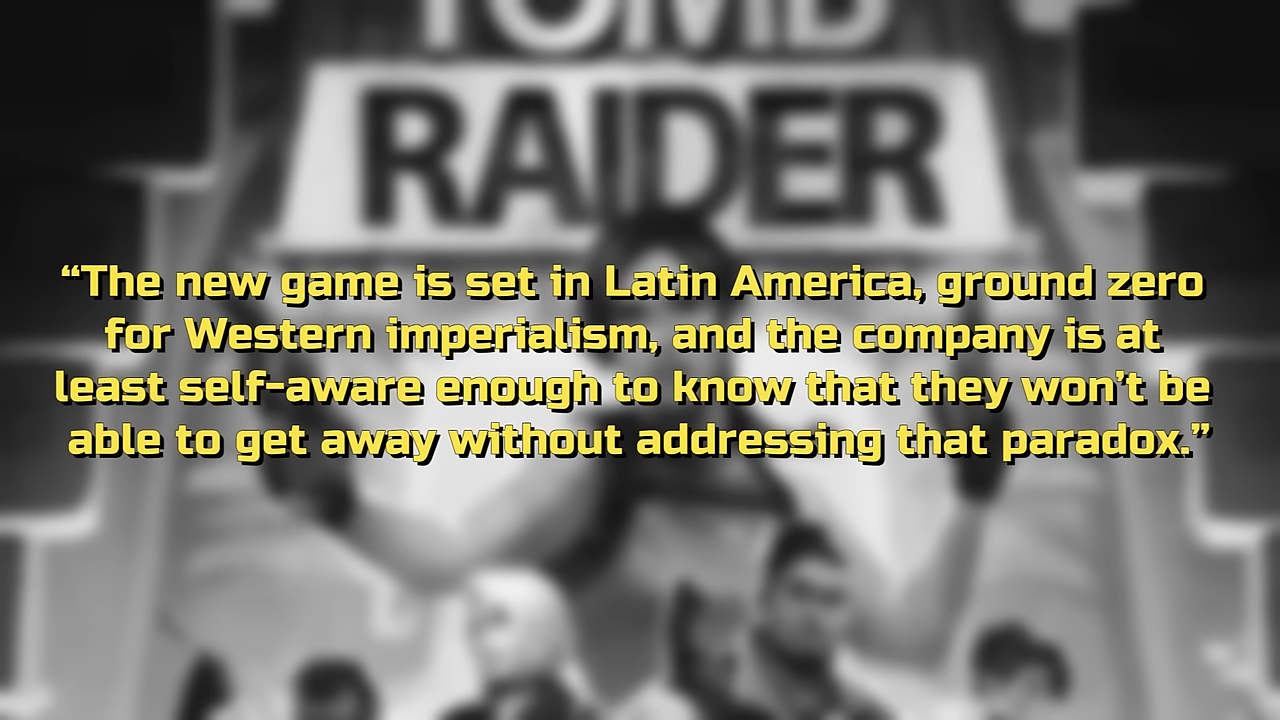 TOMB
RAIDER
“The new game is set in Latin America, ground zero
for Western imperialism, and the company is at
least self-aware enough to know that they won’t be
able to get away without addressing that paradox.”